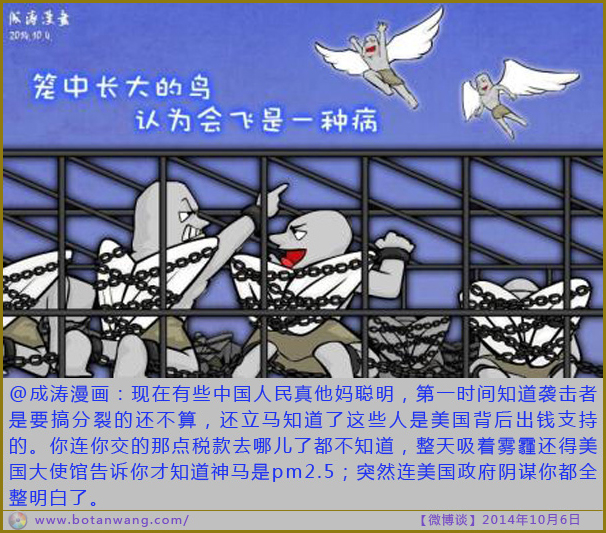 成涛漫画
2014.10.4.
笼中长大的鸟
认为会飞是一种病
@成涛漫画：现在有些中国人民真他妈聪明，第一时间知道袭击者
是要搞分裂的还不算，还立马知道了这些人是美国背后出钱支持
的。你连你交的那点税款去哪儿了都不知道，整天吸着雾霾还得美
国大使馆告诉你才知道神马是pm2.5；突然连美国政府阴谋你都全
整明白了。
www.botanwang.com/
【微博谈】2014年10月6日